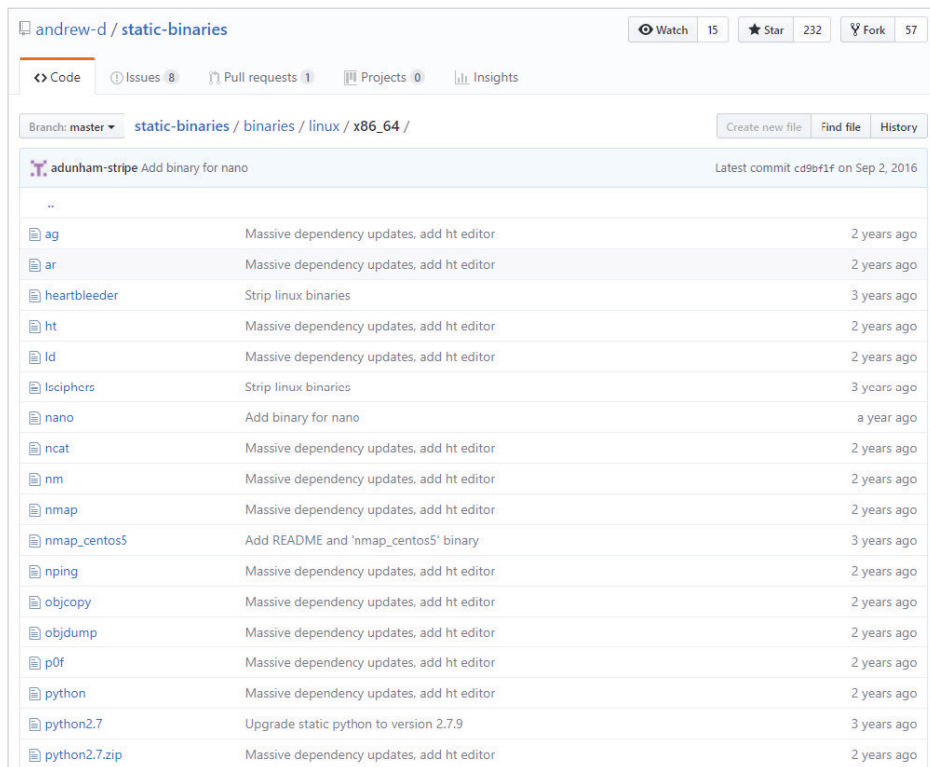 andrew-d / static-binaries Watch 15 Star 232 Fork 57
Code Issues 8 Pull requests 1 Projects 0 Insights
Branch: master static-binaries / binaries / linux / x86_64 / Create new file Find file History
adunham-stripe Add binary for nano Latest commit cd9bf1f on Sep 2, 2016
..
ag Massive dependency updates, add ht editor 2 years ago
ar Massive dependency updates, add ht editor 2 years ago
heartbleeder Strip linux binaries 3 years ago
ht Massive dependency updates, add ht editor 2 years ago
ld Massive dependency updates, add ht editor 2 years ago
lsciphers Strip linux binaries 3 years ago
nano Add binary for nano a year ago
ncat Massive dependency updates, add ht editor 2 years ago
nm Massive dependency updates, add ht editor 2 years ago
nmap Massive dependency updates, add ht editor 2 years ago
nmap_centos5 Add README and 'nmap_centos5' binary 3 years ago
nping Massive dependency updates, add ht editor 2 years ago
objcopy Massive dependency updates, add ht editor 2 years ago
objdump Massive dependency updates, add ht editor 2 years ago
p0f Massive dependency updates, add ht editor 2 years ago
python Massive dependency updates, add ht editor 2 years ago
python2.7 Upgrade static python to version 2.7.9 3 years ago
python2.7.zip Massive dependency updates, add ht editor 2 years ago